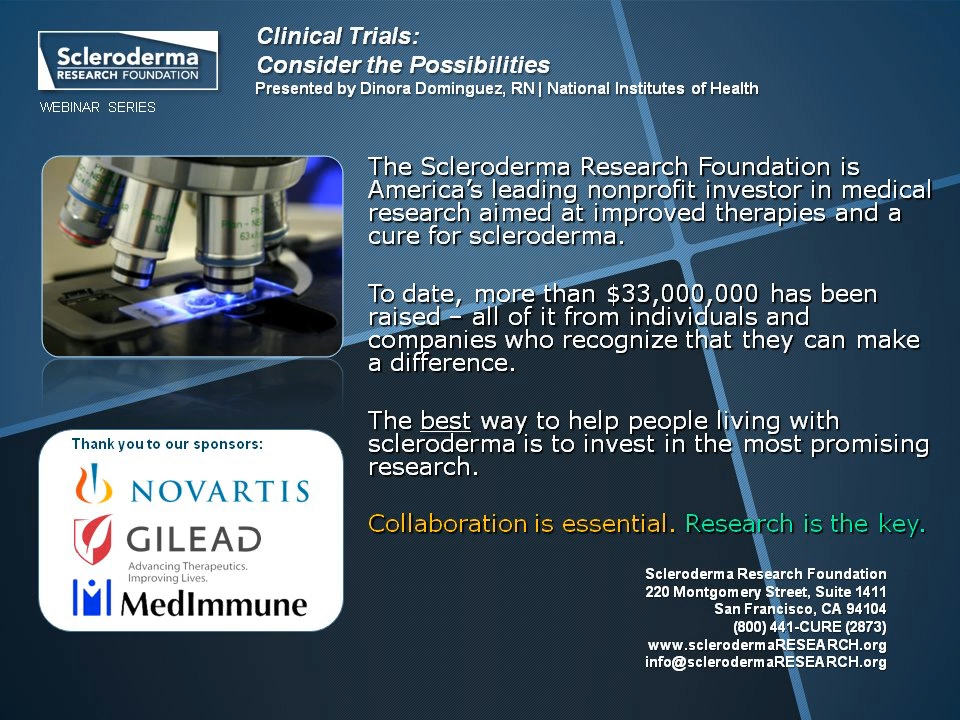 Scleroderma
RESEARCH FOUNDATION
WEBINAR SERIES
Clinical Trials:
Consider the Possibilities
Presented by Dinora Dominguez, RN | National Institutes of Health
The Scleroderma Research Foundation is
America's leading nonprofit investor in medical
research aimed at improved therapies and a
cure for scleroderma.
To date, more than $33,000,000 has been
raised – all of it from individuals and
companies who recognize that they can make
a difference.
The best way to help people living with
scleroderma is to invest in the most promising
research.
Collaboration is essential. Research is the key.
Thank you to our sponsors:
NOVARTIS
GILEAD
Advancing Therapeutics.
Improving Lives.
MedImmune
Scleroderma Research Foundation
220 Montgomery Street, Suite 1411
San Francisco, CA 94104
(800) 441-CURE (2873)
www.sclerodermaRESEARCH.org
info@sclerodermaRESEARCH.org